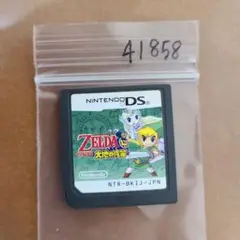 41858
NINTENDO DS
ZELDA
大地の汽笛
Nintendo
NTR-BKIJ-JPN